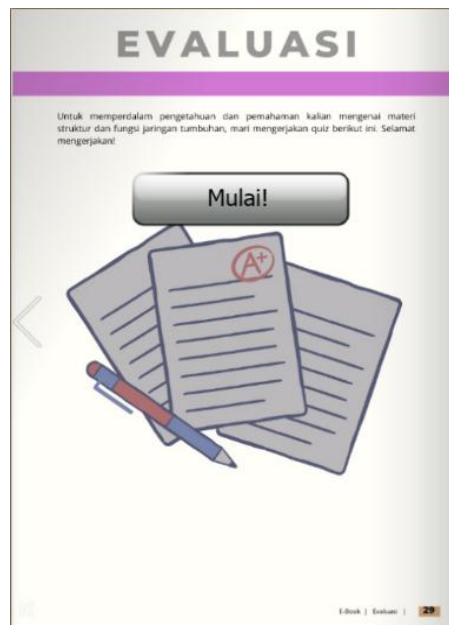 EVALUASI
Untuk memperdalam pengetahuan dan pemahaman kalian mengenai materi
struktur dan fungsi jaringan tumbuhan, mari mengerjakan quiz berikut ini. Selamat
mengerjakan!
Mulai!
A+
E-Book | Evaluasi | 29